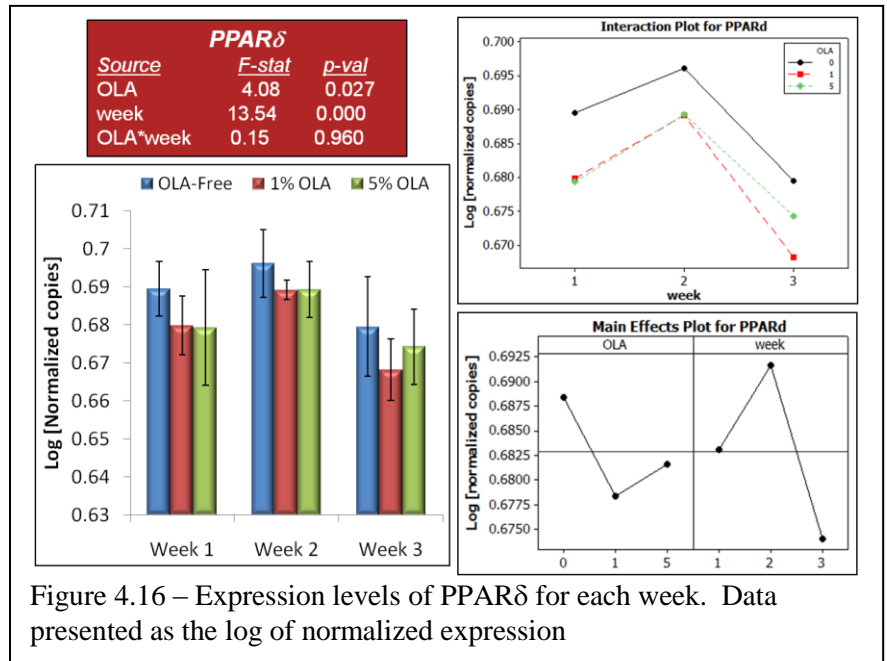 PPARδ
Source F-stat p-val
OLA 4.08 0.027
week 13.54 0.000
OLA*week 0.15 0.960
OLA-Free 1% OLA 5% OLA
Log [Normalized copies]
0.71
0.7
0.69
0.68
0.67
0.66
0.65
0.64
0.63
Week 1 Week 2 Week 3
Interaction Plot for PPARd
Log [normalized copies]
0.700
0.695
0.690
0.685
0.680
0.675
0.670
OLA
0
1
5
1 2 3
week
Main Effects Plot for PPARd
OLA week
Log [normalized copies]
0.6925
0.6900
0.6875
0.6850
0.6825
0.6800
0.6775
0.6750
0 1 5 1 2 3
Figure 4.16 – Expression levels of PPARδ for each week. Data
presented as the log of normalized expression